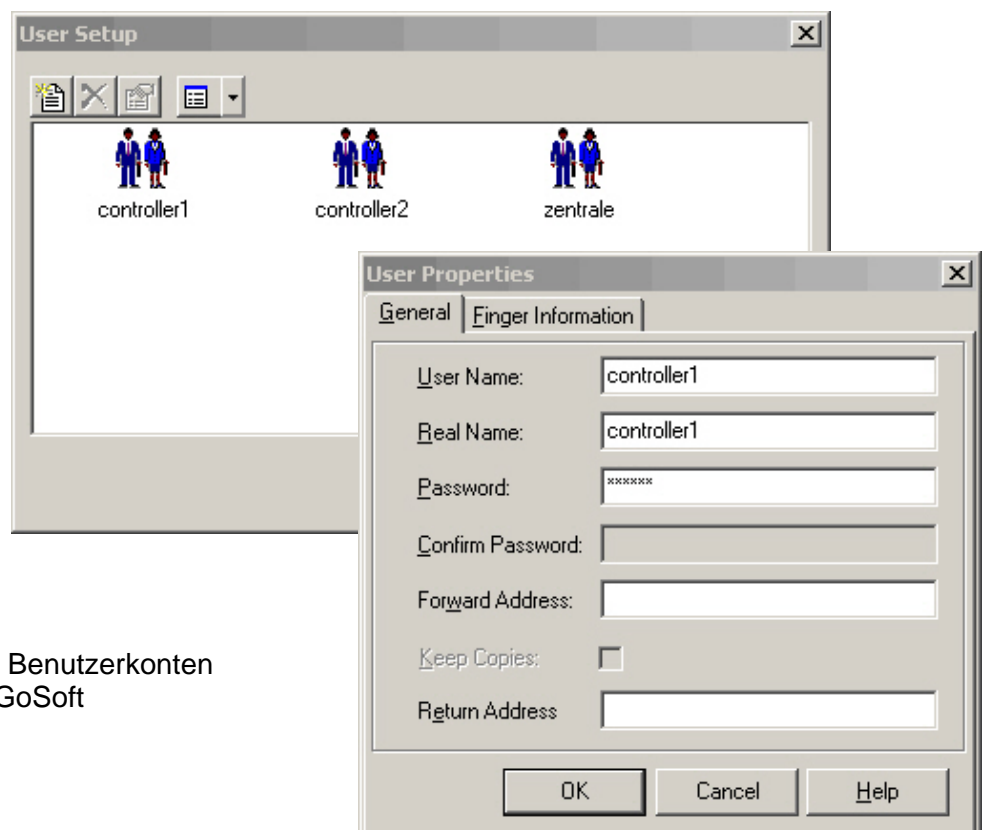 User Setup
controller1
controller2
zentrale
User Properties
General
Finger Information
User Name:
controller1
Real Name:
controller1
Password:
******
Confirm Password:
Forward Address:
Keep Copies:
Return Address
OK
Cancel
Help
Benutzerkonten
GoSoft